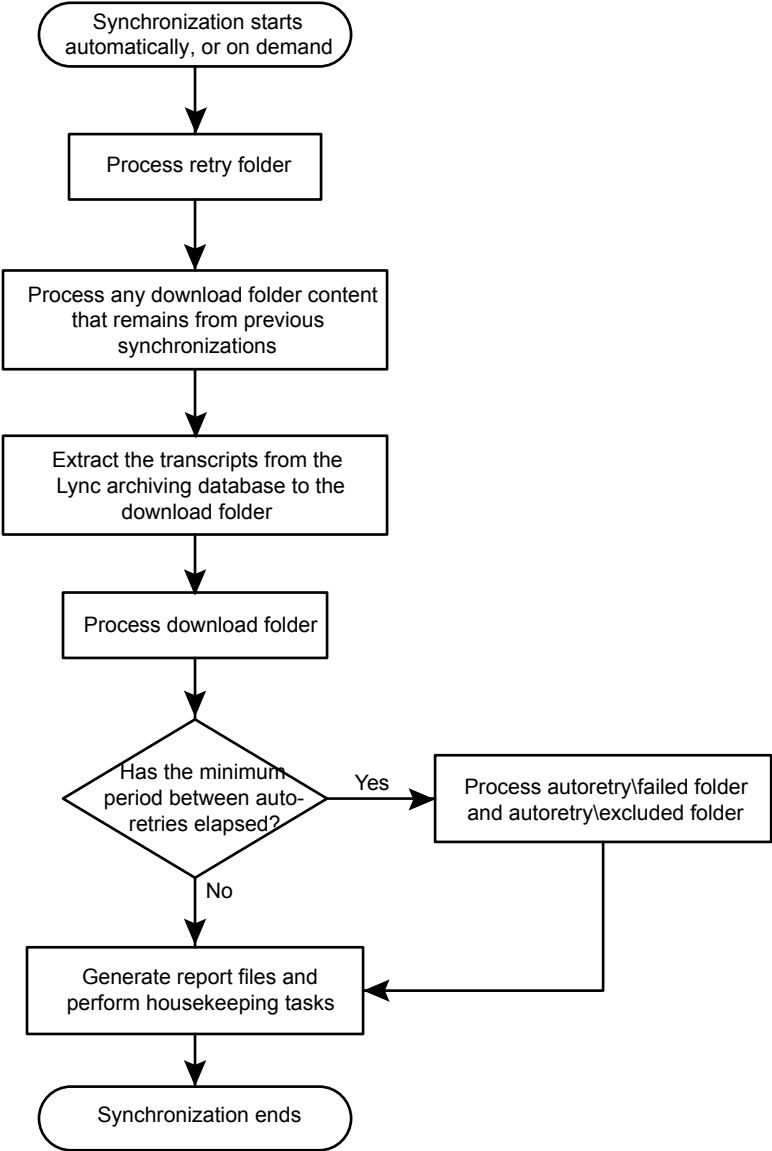 Synchronization starts
automatically, or on demand
Process retry folder
Process any download folder content
that remains from previous
synchronizations
Extract the transcripts from the
Lync archiving database to the
download folder
Process download folder
Has the minimum
period between auto-
retries elapsed?
Yes
Process autoretry\failed folder
and autoretry\excluded folder
No
Generate report files and
perform housekeeping tasks
Synchronization ends